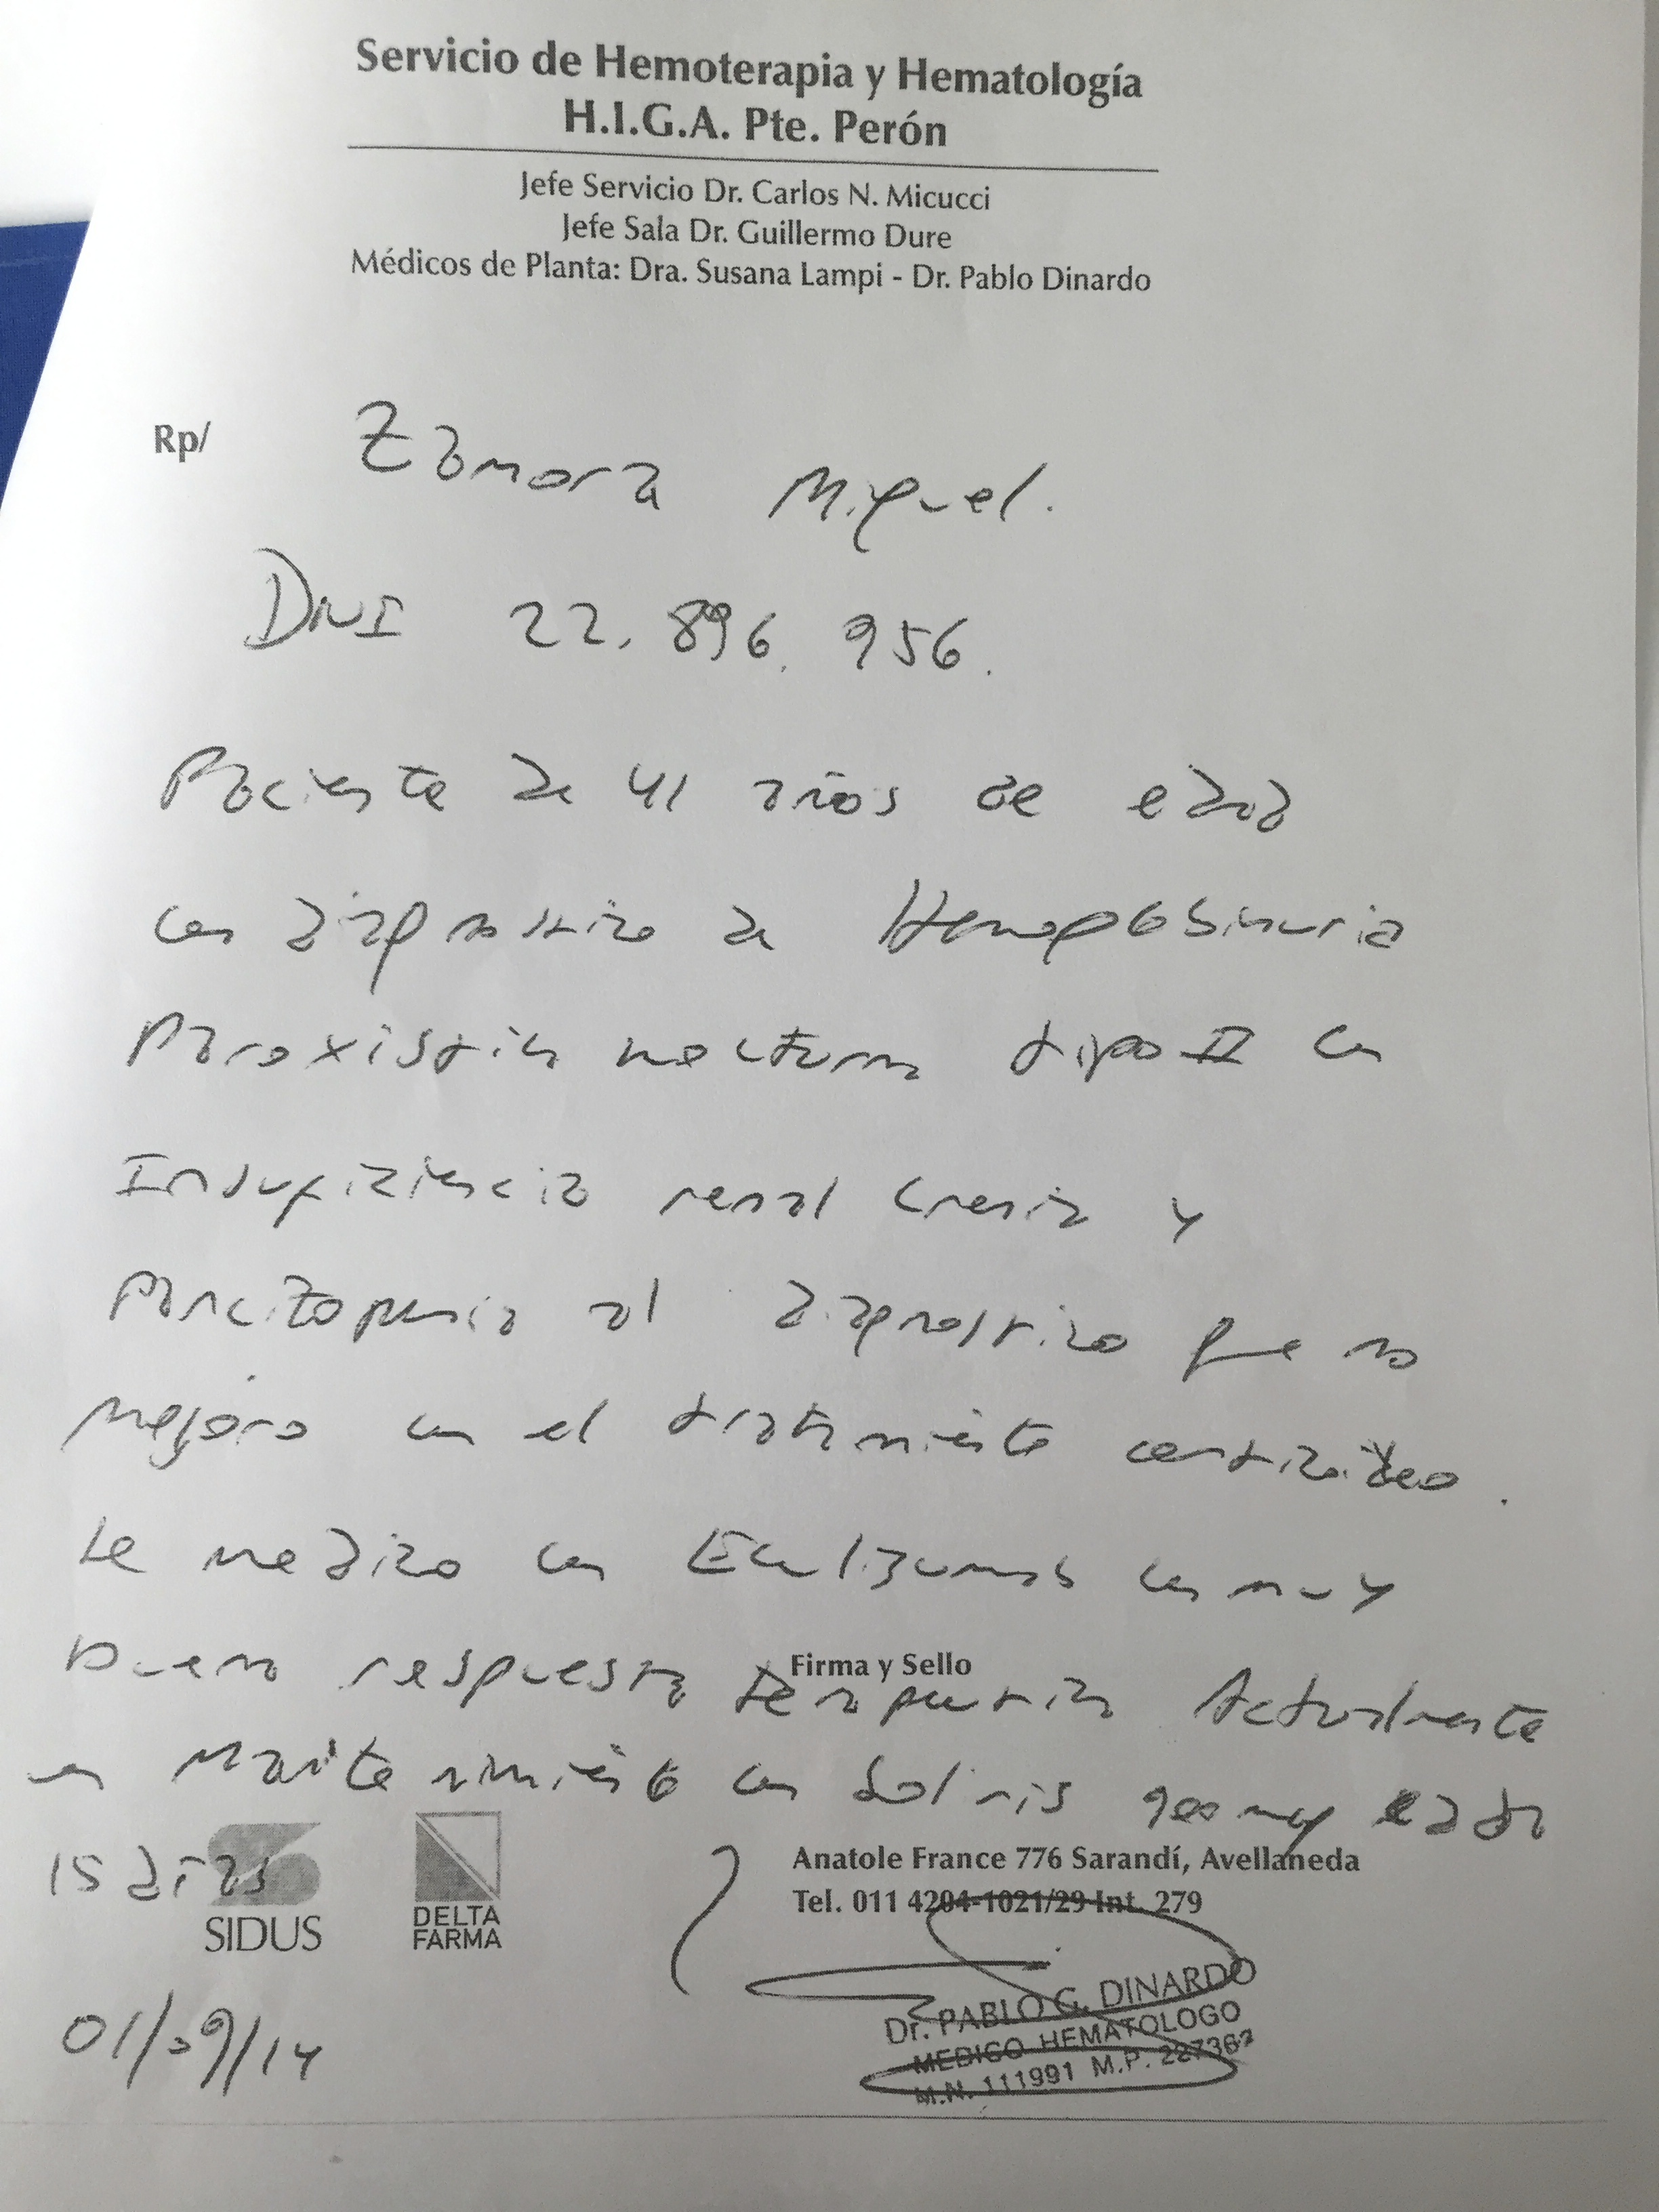 Servicio de Hemoterapia y Hematología
H.I.G.A. Pte. Perón
Jefe Servicio Dr. Carlos N. Micucci
Jefe Sala Dr. Guillermo Dure
Médicos de Planta: Dra. Susana Lampi - Dr. Pablo Dinardo
Rp/ Zamora Miguel.
DNI 22.896.956.
Paciente de 41 años de edad
con diagnostico de Hemoglobinuria
Paroxistica nocturna tipo II con
Insuficiencia renal cronica y
Pancitopenia al diagnostico que no
mejoro con el tratamiento corticoideo.
Se medico con Eculizumab con muy
buena respuesta terapeutica Actualmente
Firma y Sello
en Mantenimiento con Soliris 900 mg cada
15 dias
SIDUS
DELTA
FARMA
Anatole France 776 Sarandí, Avellaneda
Tel. 011 4204-1021/29 Int. 279
Dr. PABLO G. DINARDO
MEDICO HEMATOLOGO
M.N. 111991 M.P. 227362
01/09/14